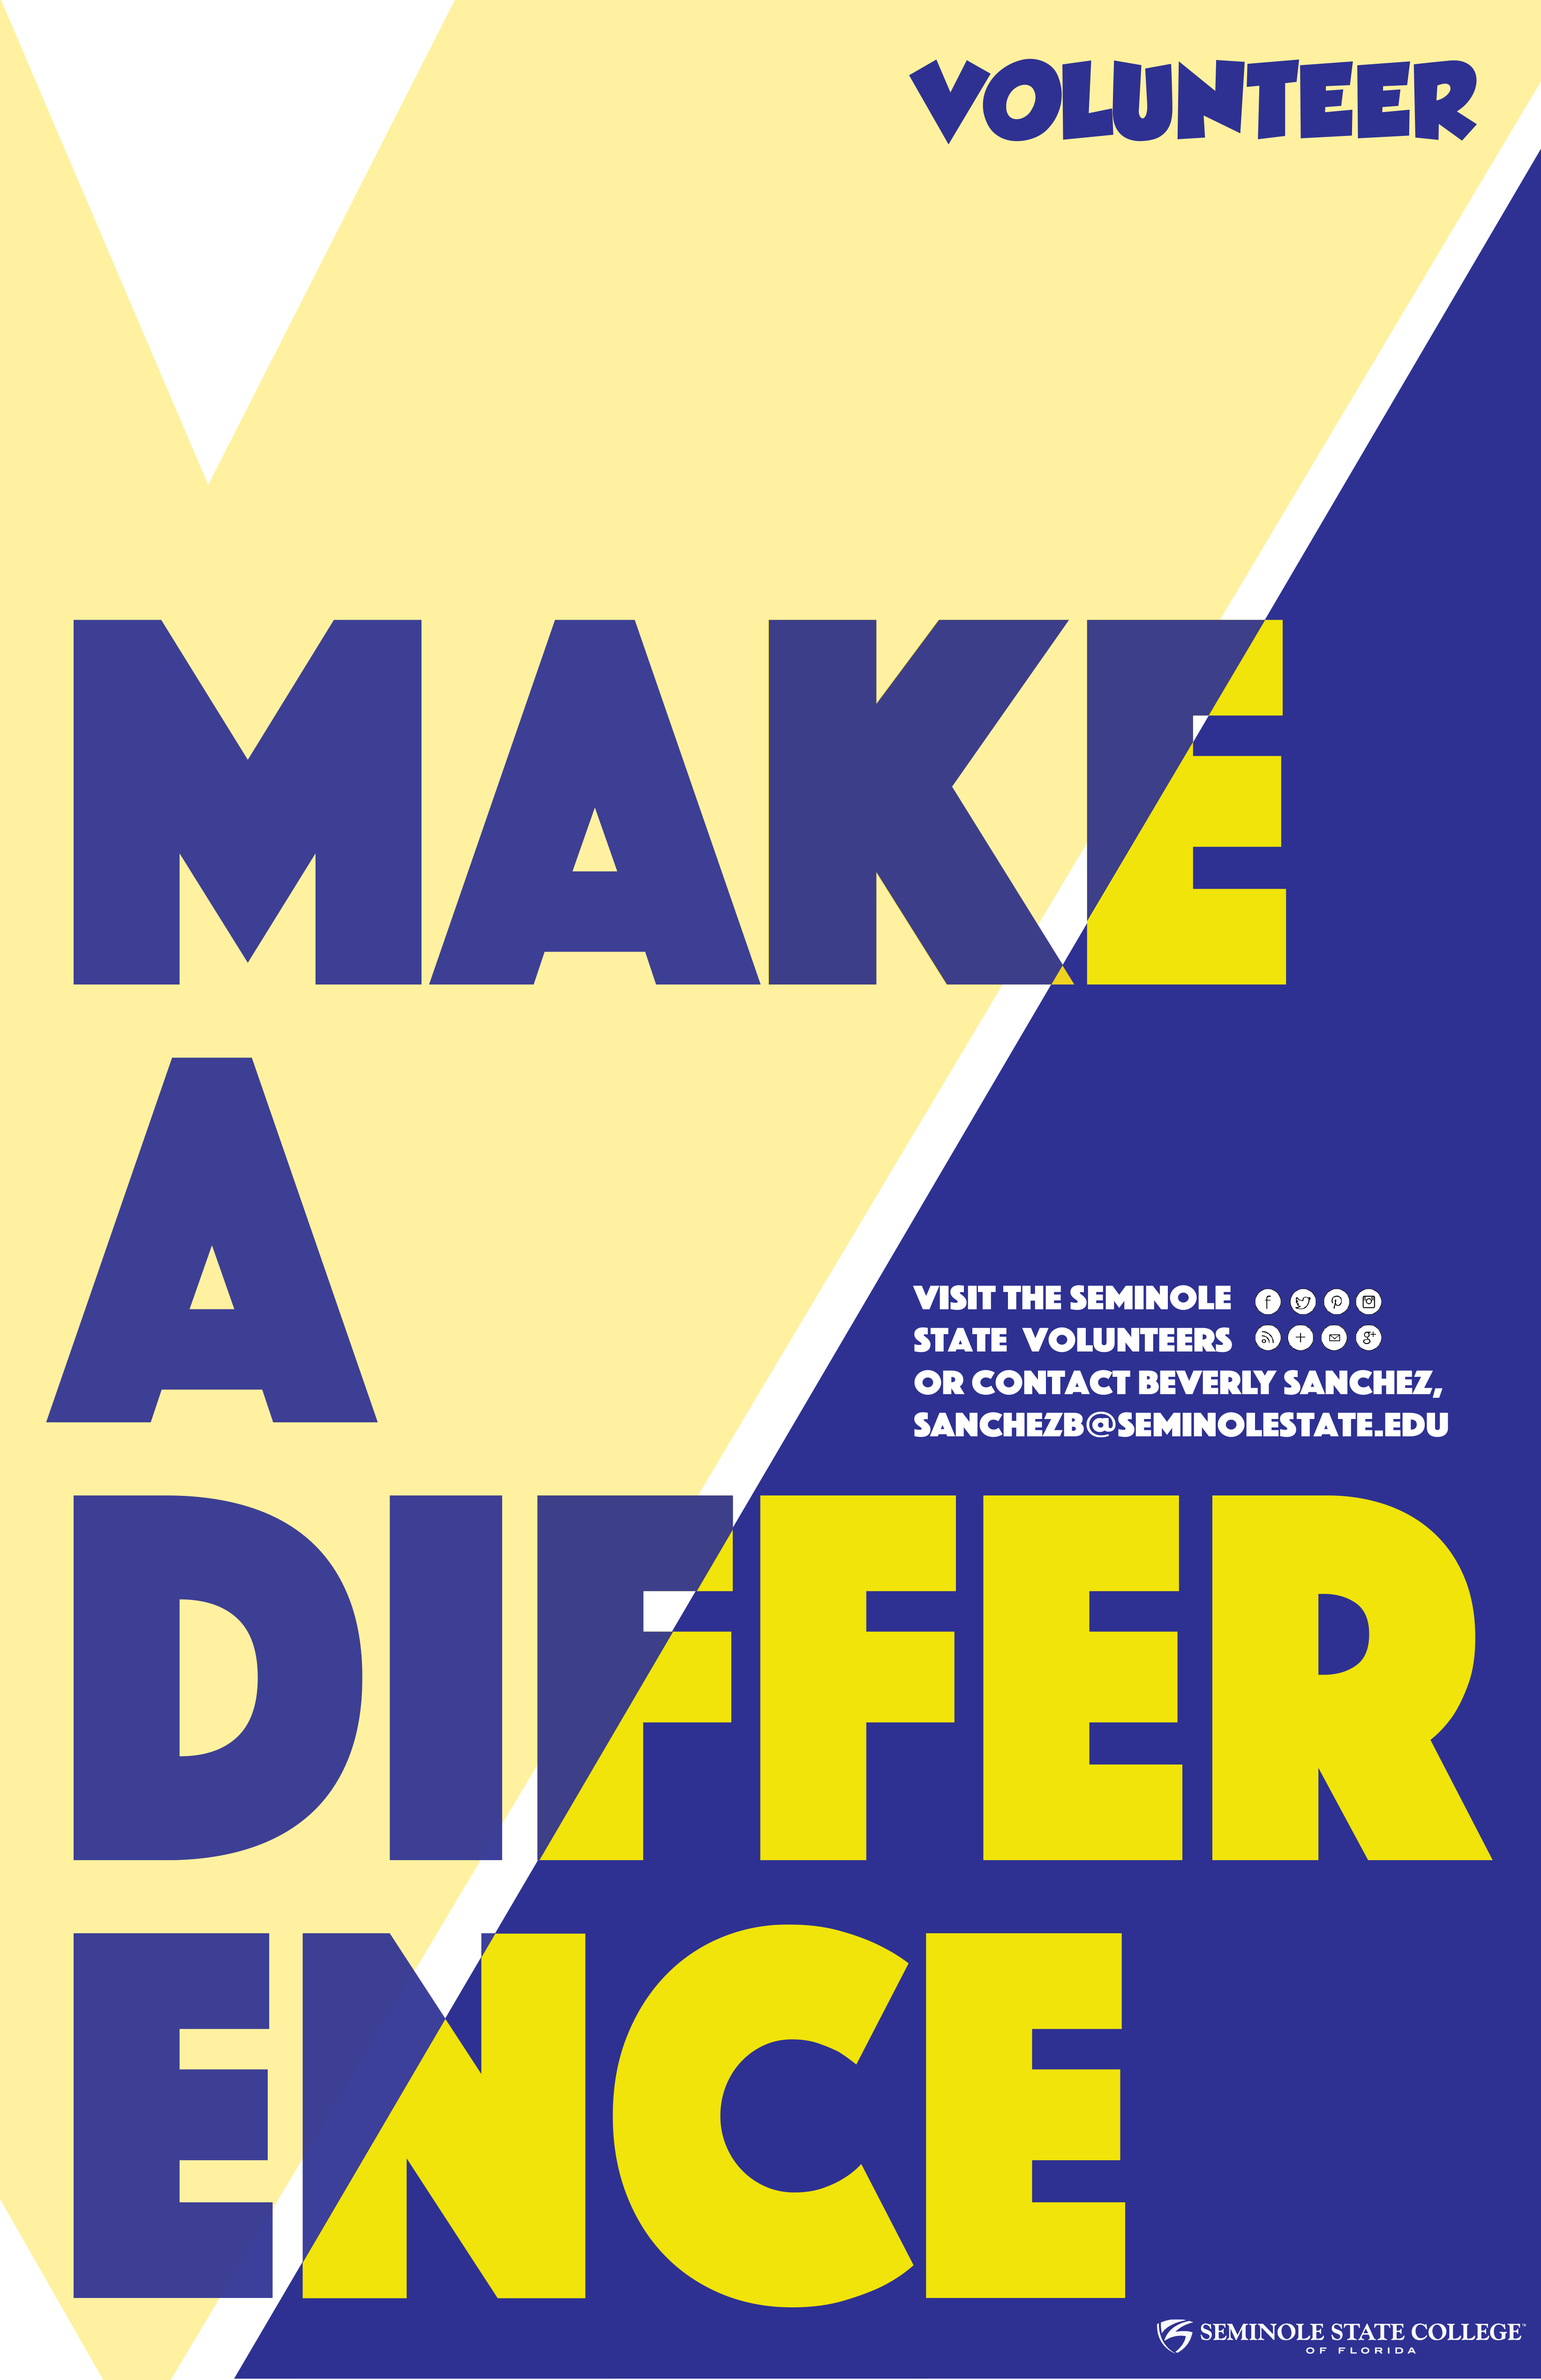 VOLUNTEER
MAKE
A
DIFFER
ENCE
VISIT THE SEMINOLE
STATE VOLUNTEERS
OR CONTACT BEVERLY SANCHEZ,
SANCHEZB@SEMINOLESTATE.EDU
SEMINOLE STATE COLLEGE™
OF FLORIDA